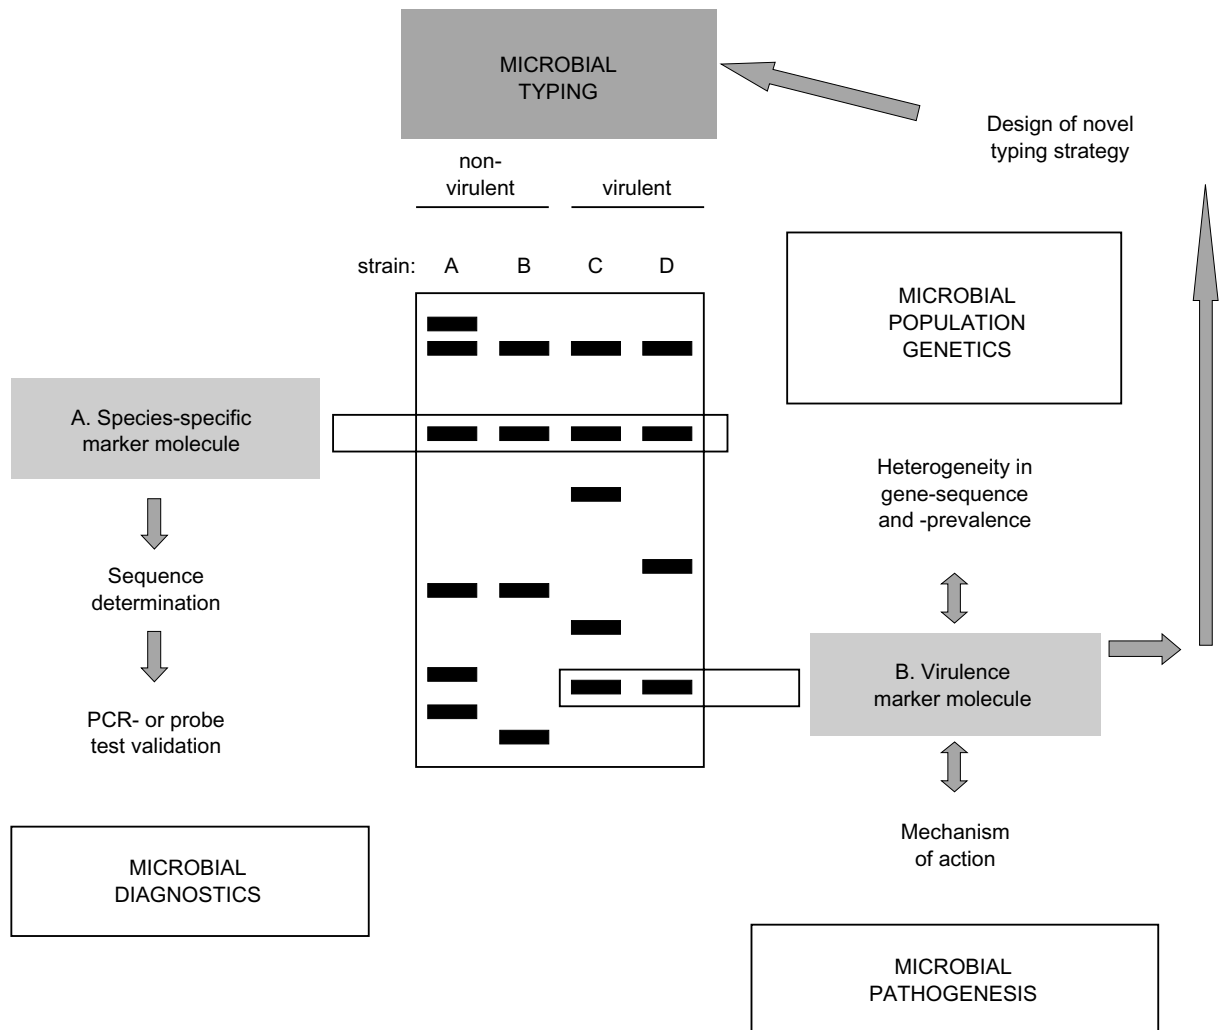 MICROBIAL
TYPING
Design of novel
typing strategy
non-
virulent
virulent
strain: A B C D
MICROBIAL
POPULATION
GENETICS
A. Species-specific
marker molecule
Heterogeneity in
gene-sequence
and -prevalence
Sequence
determination
B. Virulence
marker molecule
PCR- or probe
test validation
Mechanism
of action
MICROBIAL
DIAGNOSTICS
MICROBIAL
PATHOGENESIS